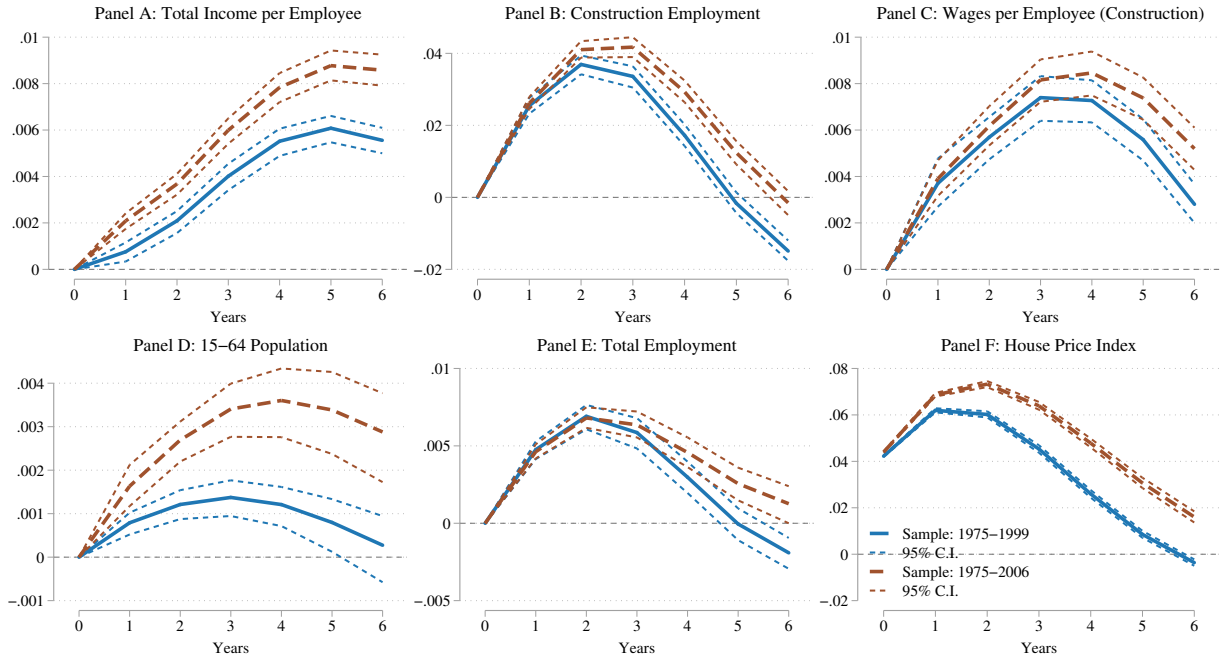 Panel A: Total Income per Employee
.01
.008
.006
.004
.002
0
0 1 2 3 4 5 6
Years
Panel B: Construction Employment
.04
.02
0
−.02
0 1 2 3 4 5 6
Years
Panel C: Wages per Employee (Construction)
.01
.008
.006
.004
.002
0
0 1 2 3 4 5 6
Years
Panel D: 15−64 Population
.004
.003
.002
.001
0
−.001
0 1 2 3 4 5 6
Years
Panel E: Total Employment
.01
.005
0
−.005
0 1 2 3 4 5 6
Years
Panel F: House Price Index
.08
.06
.04
.02
0
−.02
Sample: 1975−1999
95% C.I.
Sample: 1975−2006
95% C.I.
0 1 2 3 4 5 6
Years